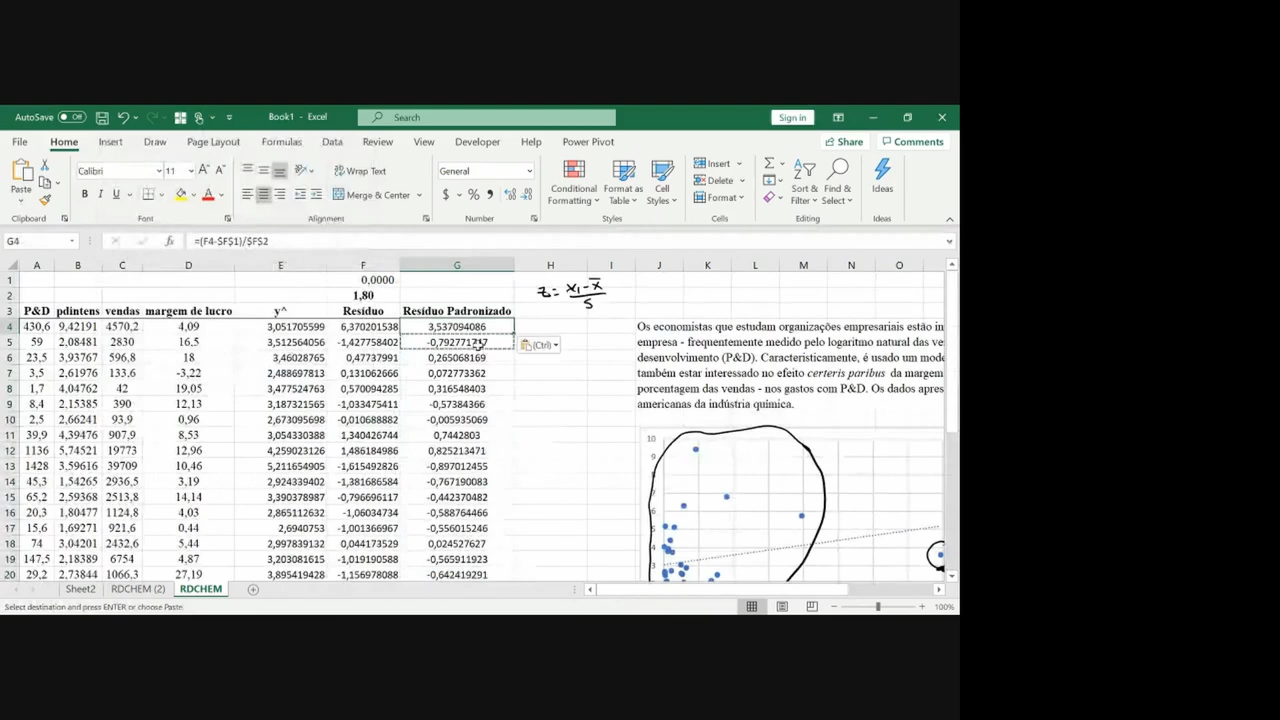 AutoSave Off Book1 - Excel Search Sign in
File Home Insert Draw Page Layout Formulas Data Review View Developer Help Power Pivot Share Comments
Paste Calibri 11 Wrap Text General Conditional Formatting Format as Table Cell Styles Insert Sort & Filter Find & Select Ideas
B I U Merge & Center $ % Delete
Format
Clipboard Font Alignment Number Styles Cells Editing Ideas
G4 fx =(F4-$F$1)/$F$2
A B C D E F G H I J K L M N O
1 0,0000
2 1,80 z = x₁-x̄ / S
3 P&D pdintens vendas margem de lucro y^ Resíduo Resíduo Padronizado
4 430,6 9,42191 4570,2 4,09 3,051705599 6,370201538 3,537094086
5 59 2,08481 2830 16,5 3,512564056 -1,427758402 (Ctrl)
6 23,5 3,93767 596,8 18 3,46028765 0,47737991 0,265068169
7 3,5 2,61976 133,6 -3,22 2,488697813 0,131062666 0,072773362
8 1,7 4,04762 42 19,05 3,477524763 0,570094285 0,316548403
9 8,4 2,15385 390 12,13 3,187321565 -1,033475411 -0,57384366
10 2,5 2,66241 93,9 0,96 2,673095698 -0,010688872 -0,005935069
11 39,9 4,39476 907,9 8,53 3,054330388 1,340426744 0,7442803
12 1136 5,74521 19773 12,96 4,259023126 1,486184986 0,825213471
13 1428 3,59616 39709 10,46 5,211654905 -1,615492826 -0,897012455
14 45,3 1,54265 2936,5 3,19 2,924339402 -1,381686584 -0,767190083
15 65,2 2,59368 2513,8 14,14 3,390378987 -0,796696117 -0,442370482
16 20,3 1,80477 1124,8 4,03 2,865112632 -1,06034734 -0,588764466
17 15,6 1,69271 921,6 0,44 2,6940753 -1,001366967 -0,556015246
18 74 3,04201 2432,6 5,44 2,997839132 0,044173529 0,024527627
19 147,5 2,18389 6754 4,87 3,203081615 -1,019190588 -0,565911923
20 29,2 2,73844 1066,3 27,19 3,895419428 -1,156978088 -0,642419291
Os economistas que estudam organizações empresariais estão in
empresa - frequentemente medido pelo logaritmo natural das ve
desenvolvimento (P&D). Caracteristicamente, é usado um mode
também estar interessado no efeito certeris paribus da margem
porcentagem das vendas - nos gastos com P&D. Os dados apres
americanas da indústria química.
10
9
8
6
5
4
3
Sheet2 RDCHEM (2) RDCHEM
Select destination and press ENTER or choose Paste 100%